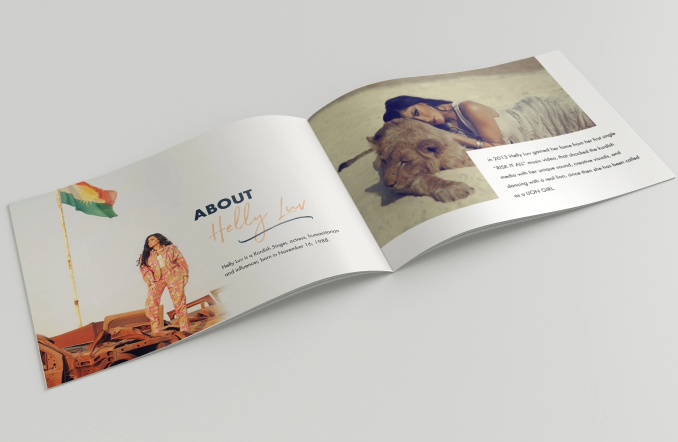 ABOUT
Helly Luv
Helly Luv is a Kurdish Singer, actress, humanitarian
and influencer, born in November 16, 1988.
in 2013 Helly Luv gained her fame from her first single
"RISK IT ALL" music video, that shocked the Kurdish
media with her unique sound, creative visuals, and
dancing with a real lion, since then she has been called
as a LION GIRL.